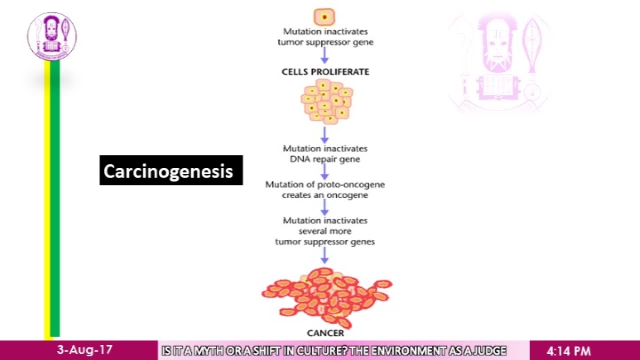 Mutation inactivates
tumor suppressor gene
CELLS PROLIFERATE
Mutation inactivates
DNA repair gene
Carcinogenesis
Mutation of proto-oncogene
creates an oncogene
Mutation inactivates
several more
tumor suppressor genes
CANCER
3-Aug-17
IS IT A MYTH OR A SHIFT IN CULTURE? THE ENVIRONMENT AS A JUDGE
4:14 PM